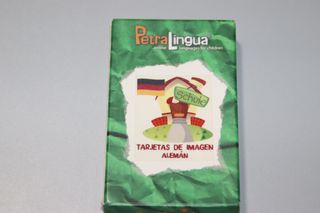 PetraLingua
online languages for children
Schule
TARJETAS DE IMAGEN
ALEMÁN